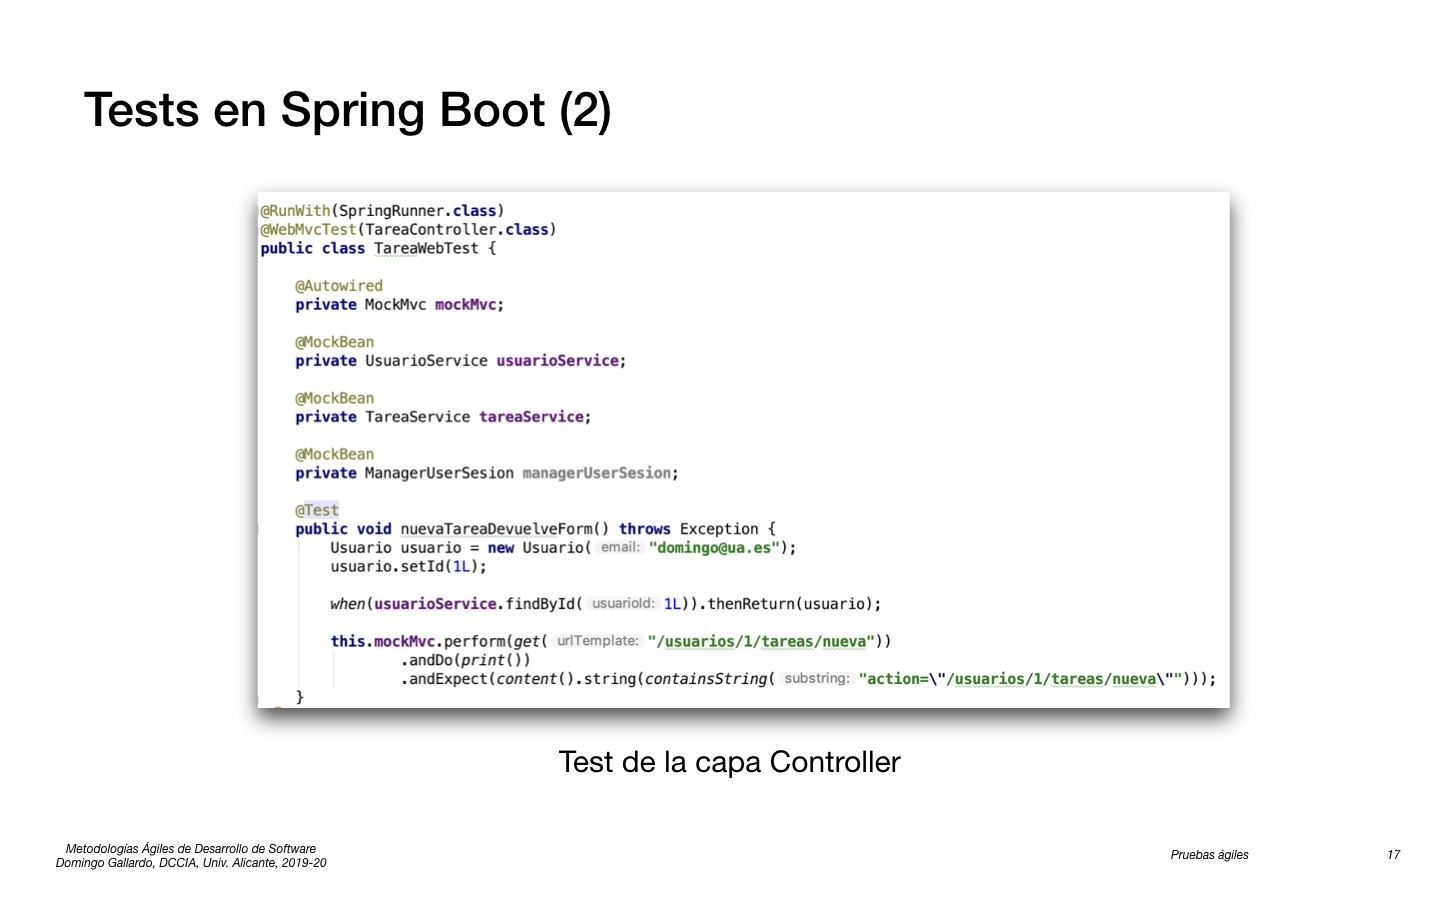 Tests en Spring Boot (2)
@RunWith(SpringRunner.class)
@WebMvcTest(TareaController.class)
public class TareaWebTest {
@Autowired
private MockMvc mockMvc;
@MockBean
private UsuarioService usuarioService;
@MockBean
private TareaService tareaService;
@MockBean
private ManagerUserSesion managerUserSesion;
@Test
public void nuevaTareaDevuelveForm() throws Exception {
Usuario usuario = new Usuario( email: "domingo@ua.es");
usuario.setId(1L);
when(usuarioService.findById( usuarioId: 1L)).thenReturn(usuario);
this.mockMvc.perform(get( urlTemplate: "/usuarios/1/tareas/nueva"))
.andDo(print())
.andExpect(content().string(containsString( substring: "action=\"/usuarios/1/tareas/nueva\"")));
}
Test de la capa Controller
Metodologías Ágiles de Desarrollo de Software
Domingo Gallardo, DCCIA, Univ. Alicante, 2019-20
Pruebas ágiles
17